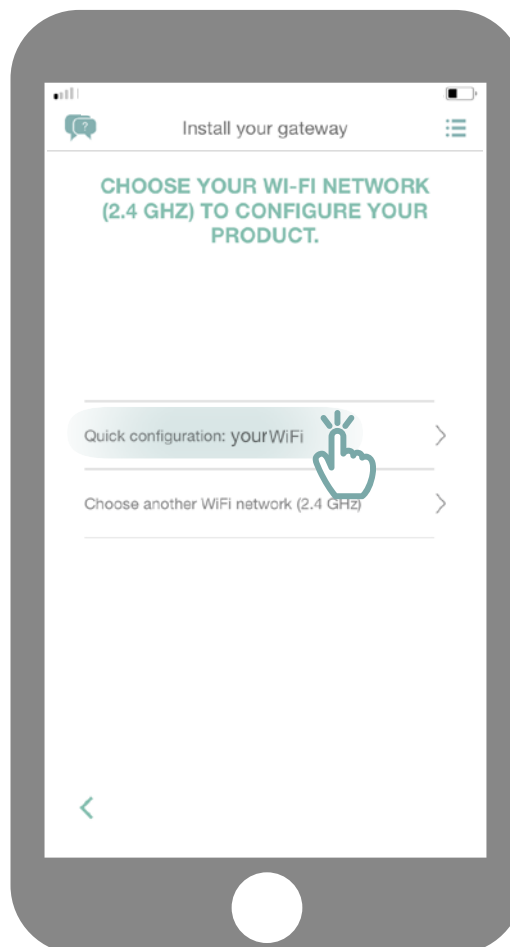 ?
Install your gateway
CHOOSE YOUR WI-FI NETWORK
(2.4 GHZ) TO CONFIGURE YOUR
PRODUCT.
Quick configuration: yourWiFi
Choose another WiFi network (2.4 GHz)